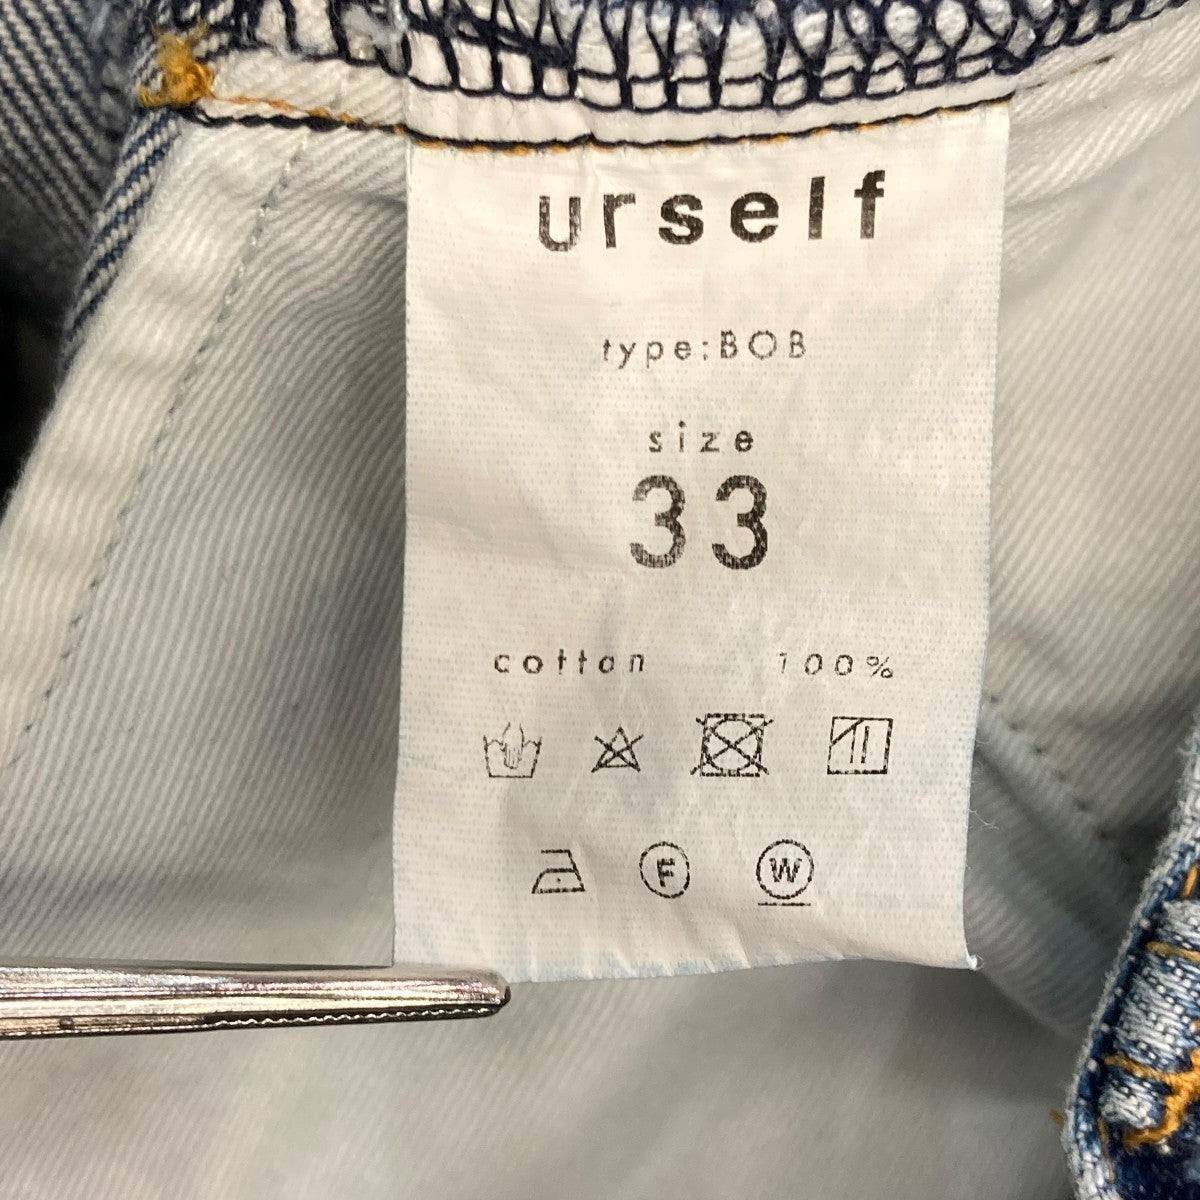 urself
type:BOB
size
33
cotton 100%
F W